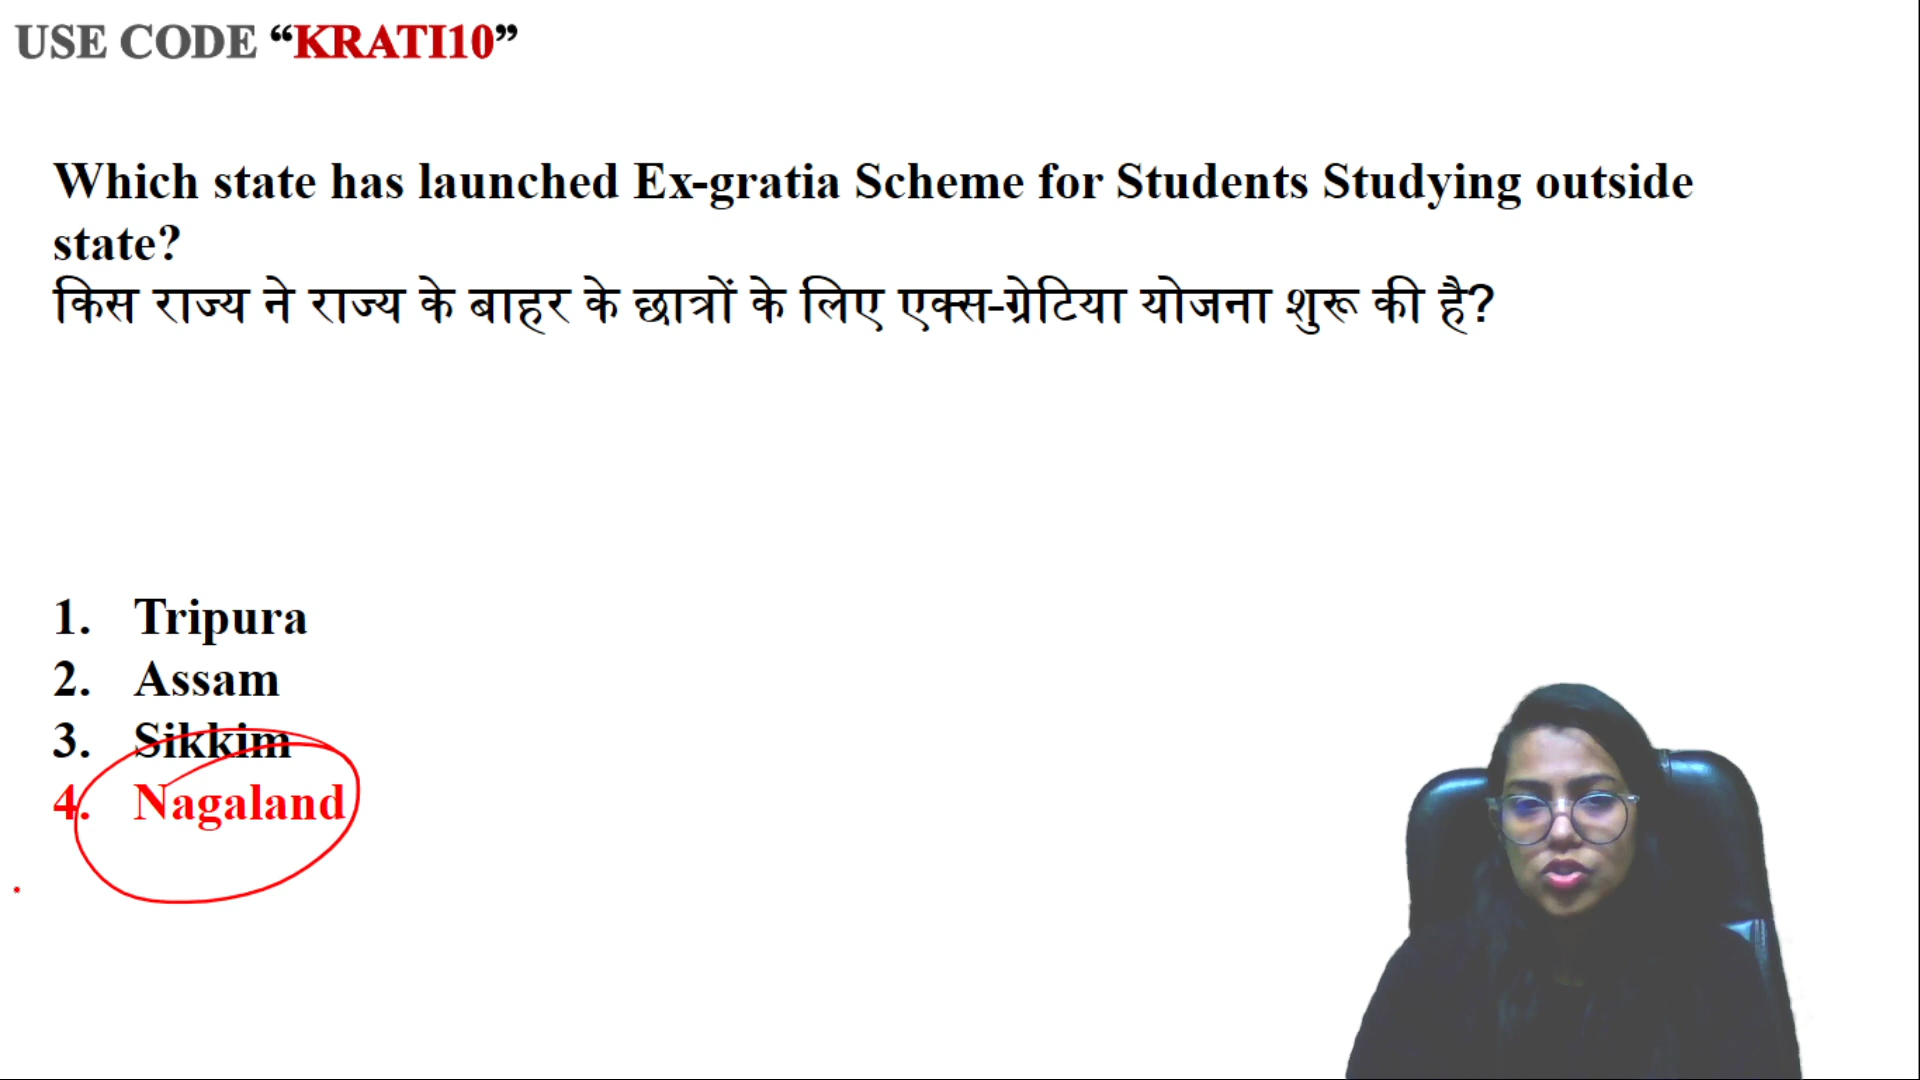 USE CODE “KRATI10”
Which state has launched Ex-gratia Scheme for Students Studying outside
state?
किस राज्य ने राज्य के बाहर के छात्रों के लिए एक्स-ग्रेटिया योजना शुरू की है?
1. Tripura
2. Assam
3. Sikkim
4. Nagaland